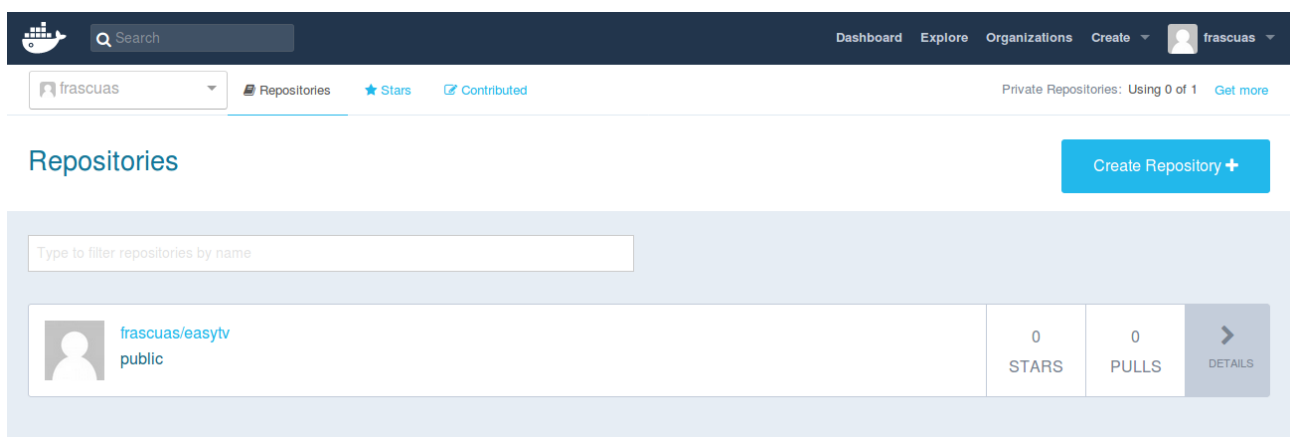 Search Dashboard Explore Organizations Create frascuas
frascuas Repositories Stars Contributed Private Repositories: Using 0 of 1 Get more
Repositories
Create Repository
Type to filter repositories by name
frascuas/easytv
public
0
STARS
0
PULLS
DETAILS